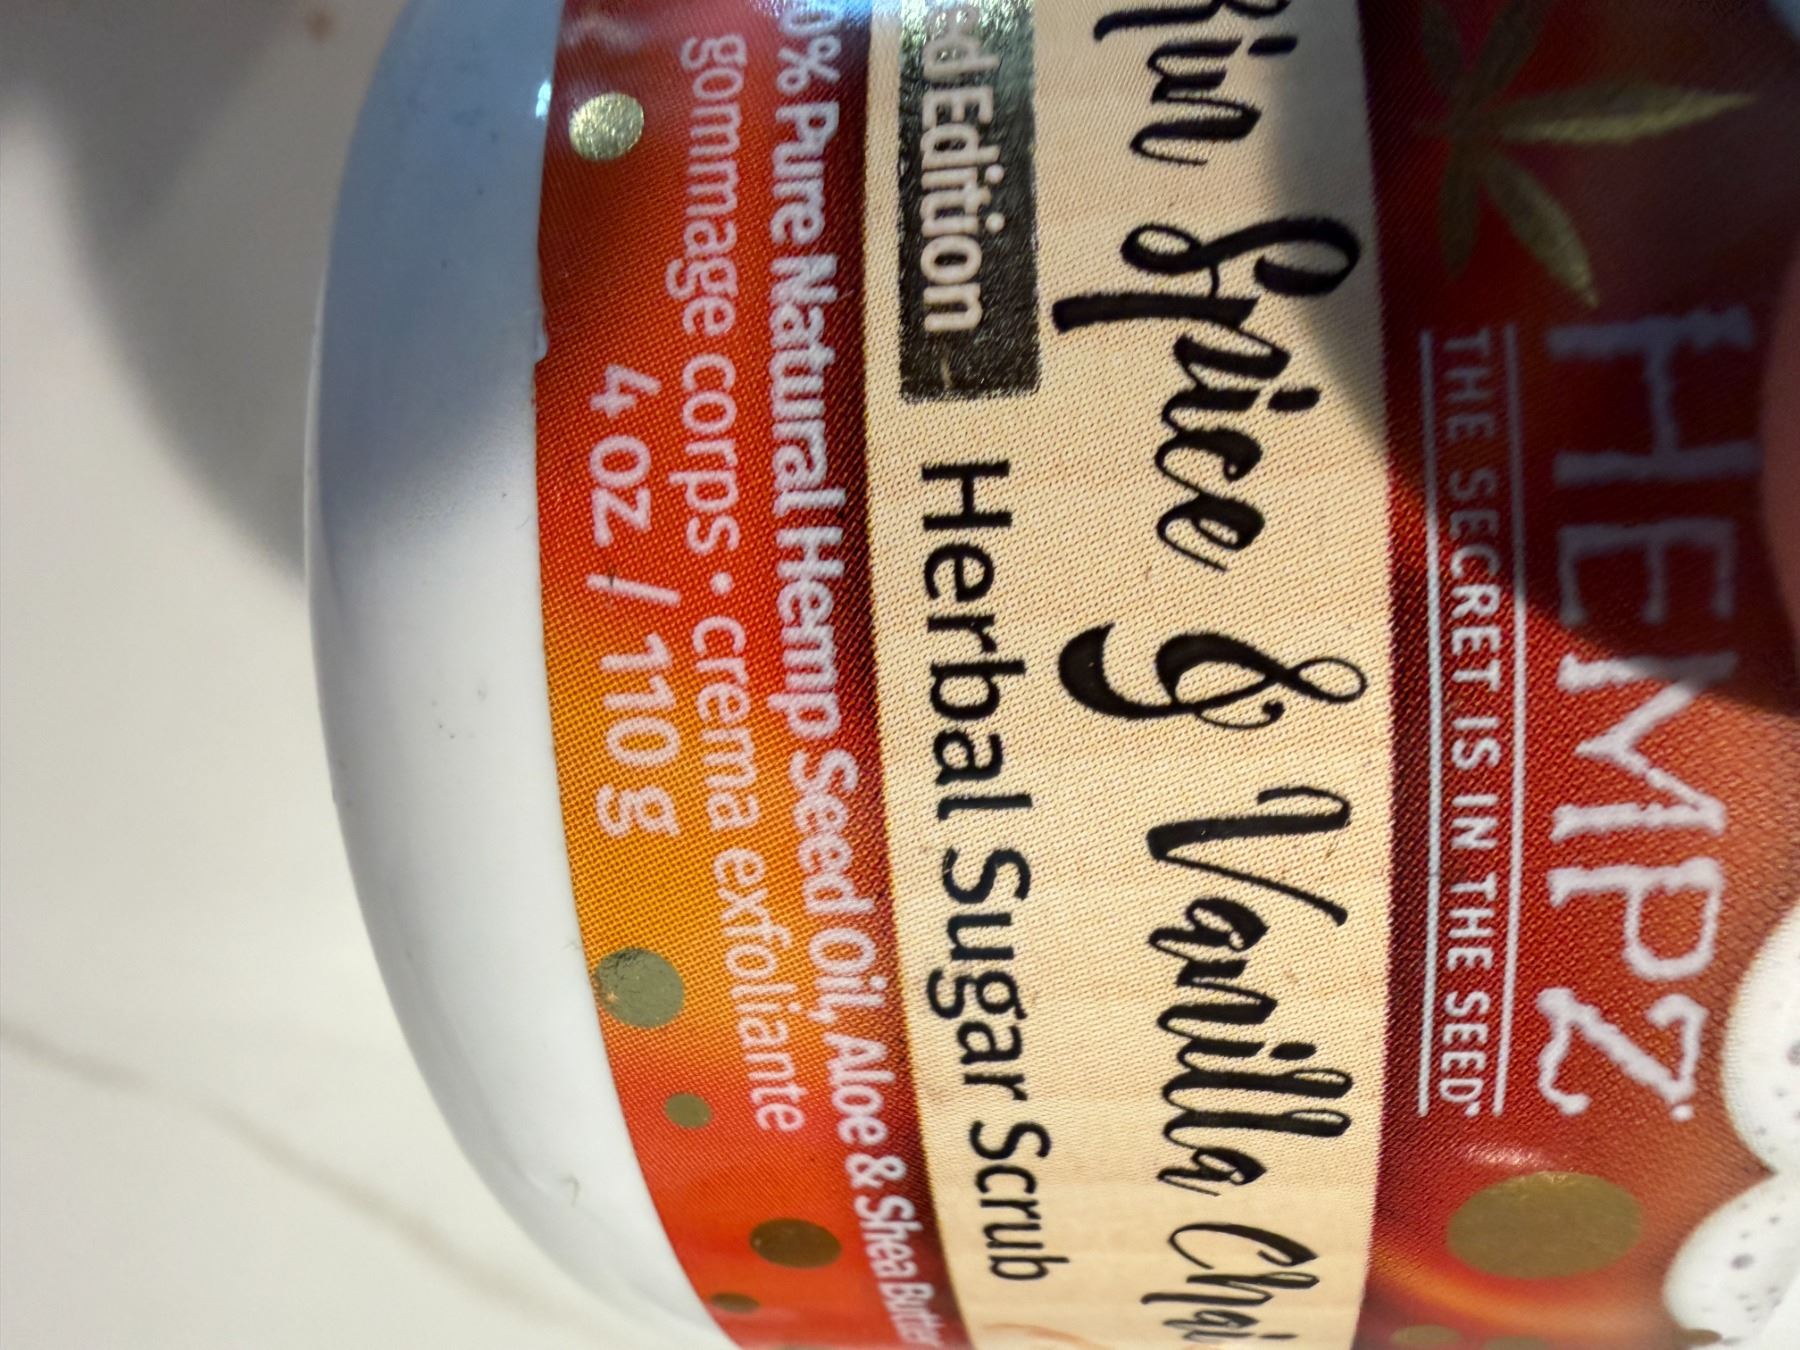 HEMPZ
THE SECRET IS IN THE SEED
Spice & Vanilla Chai
Edition Herbal Sugar Scrub
Pure Natural Hemp Seed Oil, Aloe & Shea Butter
gommage corps • crema exfoliante
4 oz / 110 g